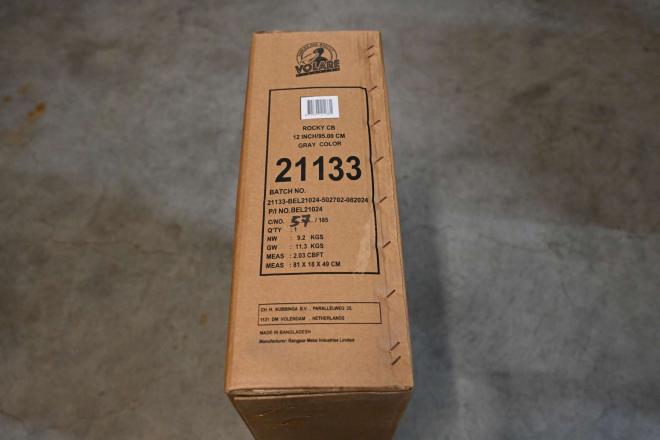 VOLARE
ROCKY CB
12 INCH/95.00 CM
GRAY COLOR
21133
BATCH NO.
21133-BEL21024-502702-082024
P/I NO.BEL21024
C/NO. 57 / 185
Q'TY : 1
NW : 9.2 KGS
GW : 11.3 KGS
MEAS : 2.03 CBFT
MEAS : 81 X 18 X 49 CM
CH. H. KUBBINGA B.V. , PARALLELWEG 25,
1131 DM VOLENDAM , NETHERLANDS
MADE IN BANGLADESH
Manufacturer: Rangpur Metal Industries Limited